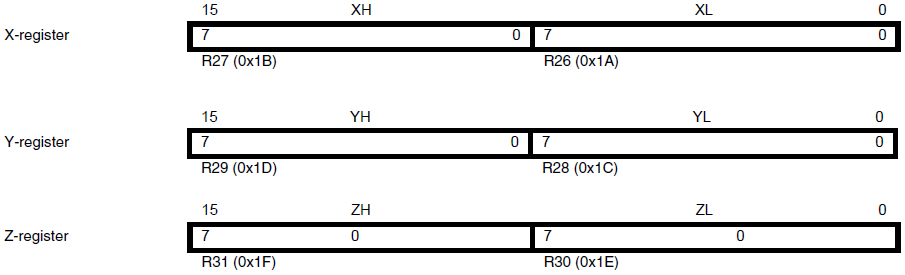 15 XH XL 0
X-register 7 0 7 0
R27 (0x1B) R26 (0x1A)
15 YH YL 0
Y-register 7 0 7 0
R29 (0x1D) R28 (0x1C)
15 ZH ZL 0
Z-register 7 0 7 0
R31 (0x1F) R30 (0x1E)